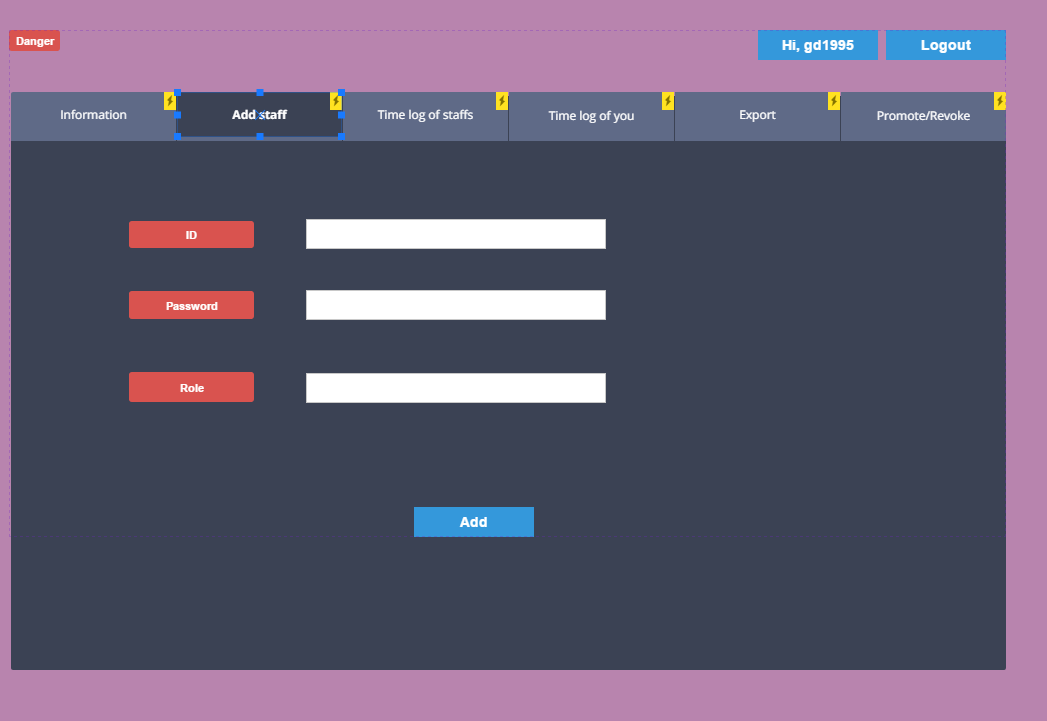 Danger
Hi, gd1995
Logout
Information
Add staff
Time log of staffs
Time log of you
Export
Promote/Revoke
ID
Password
Role
Add